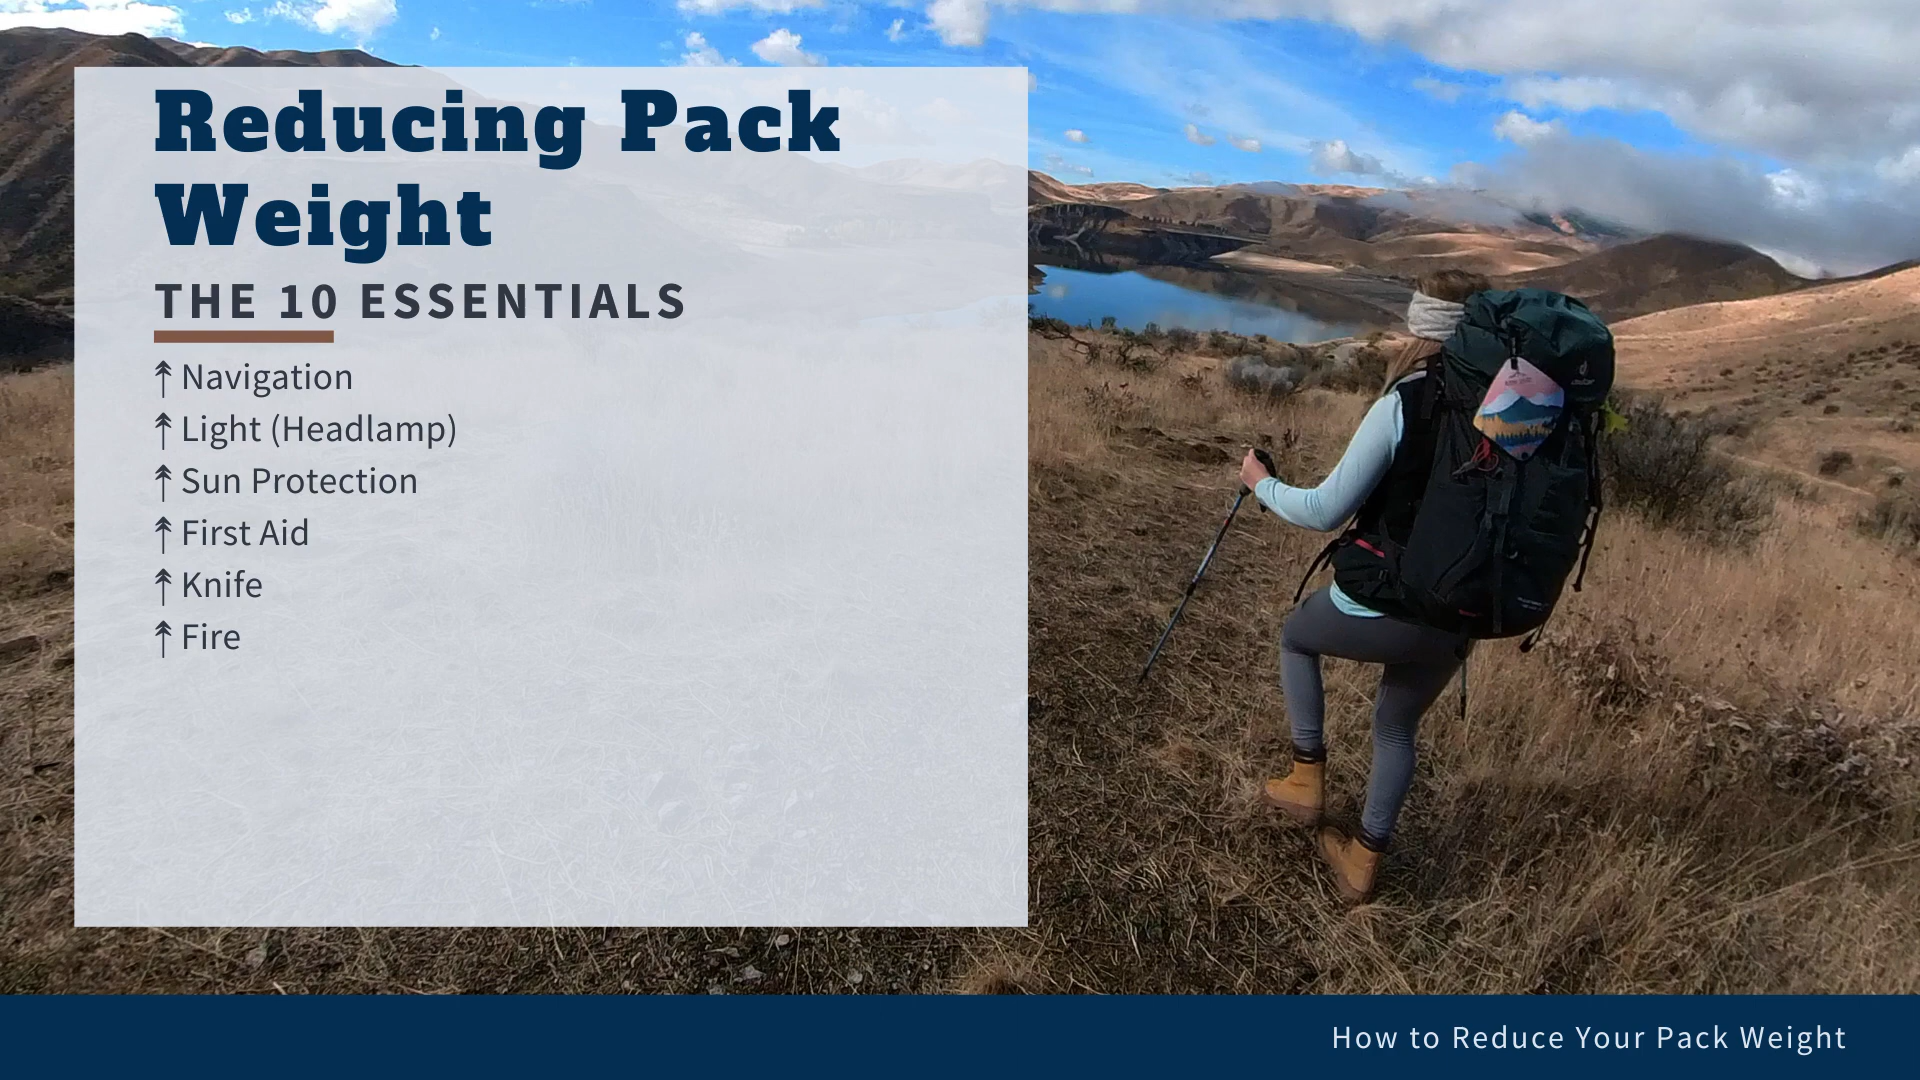 Reducing Pack
Weight
THE 10 ESSENTIALS
Navigation
Light (Headlamp)
Sun Protection
First Aid
Knife
Fire
How to Reduce Your Pack Weight